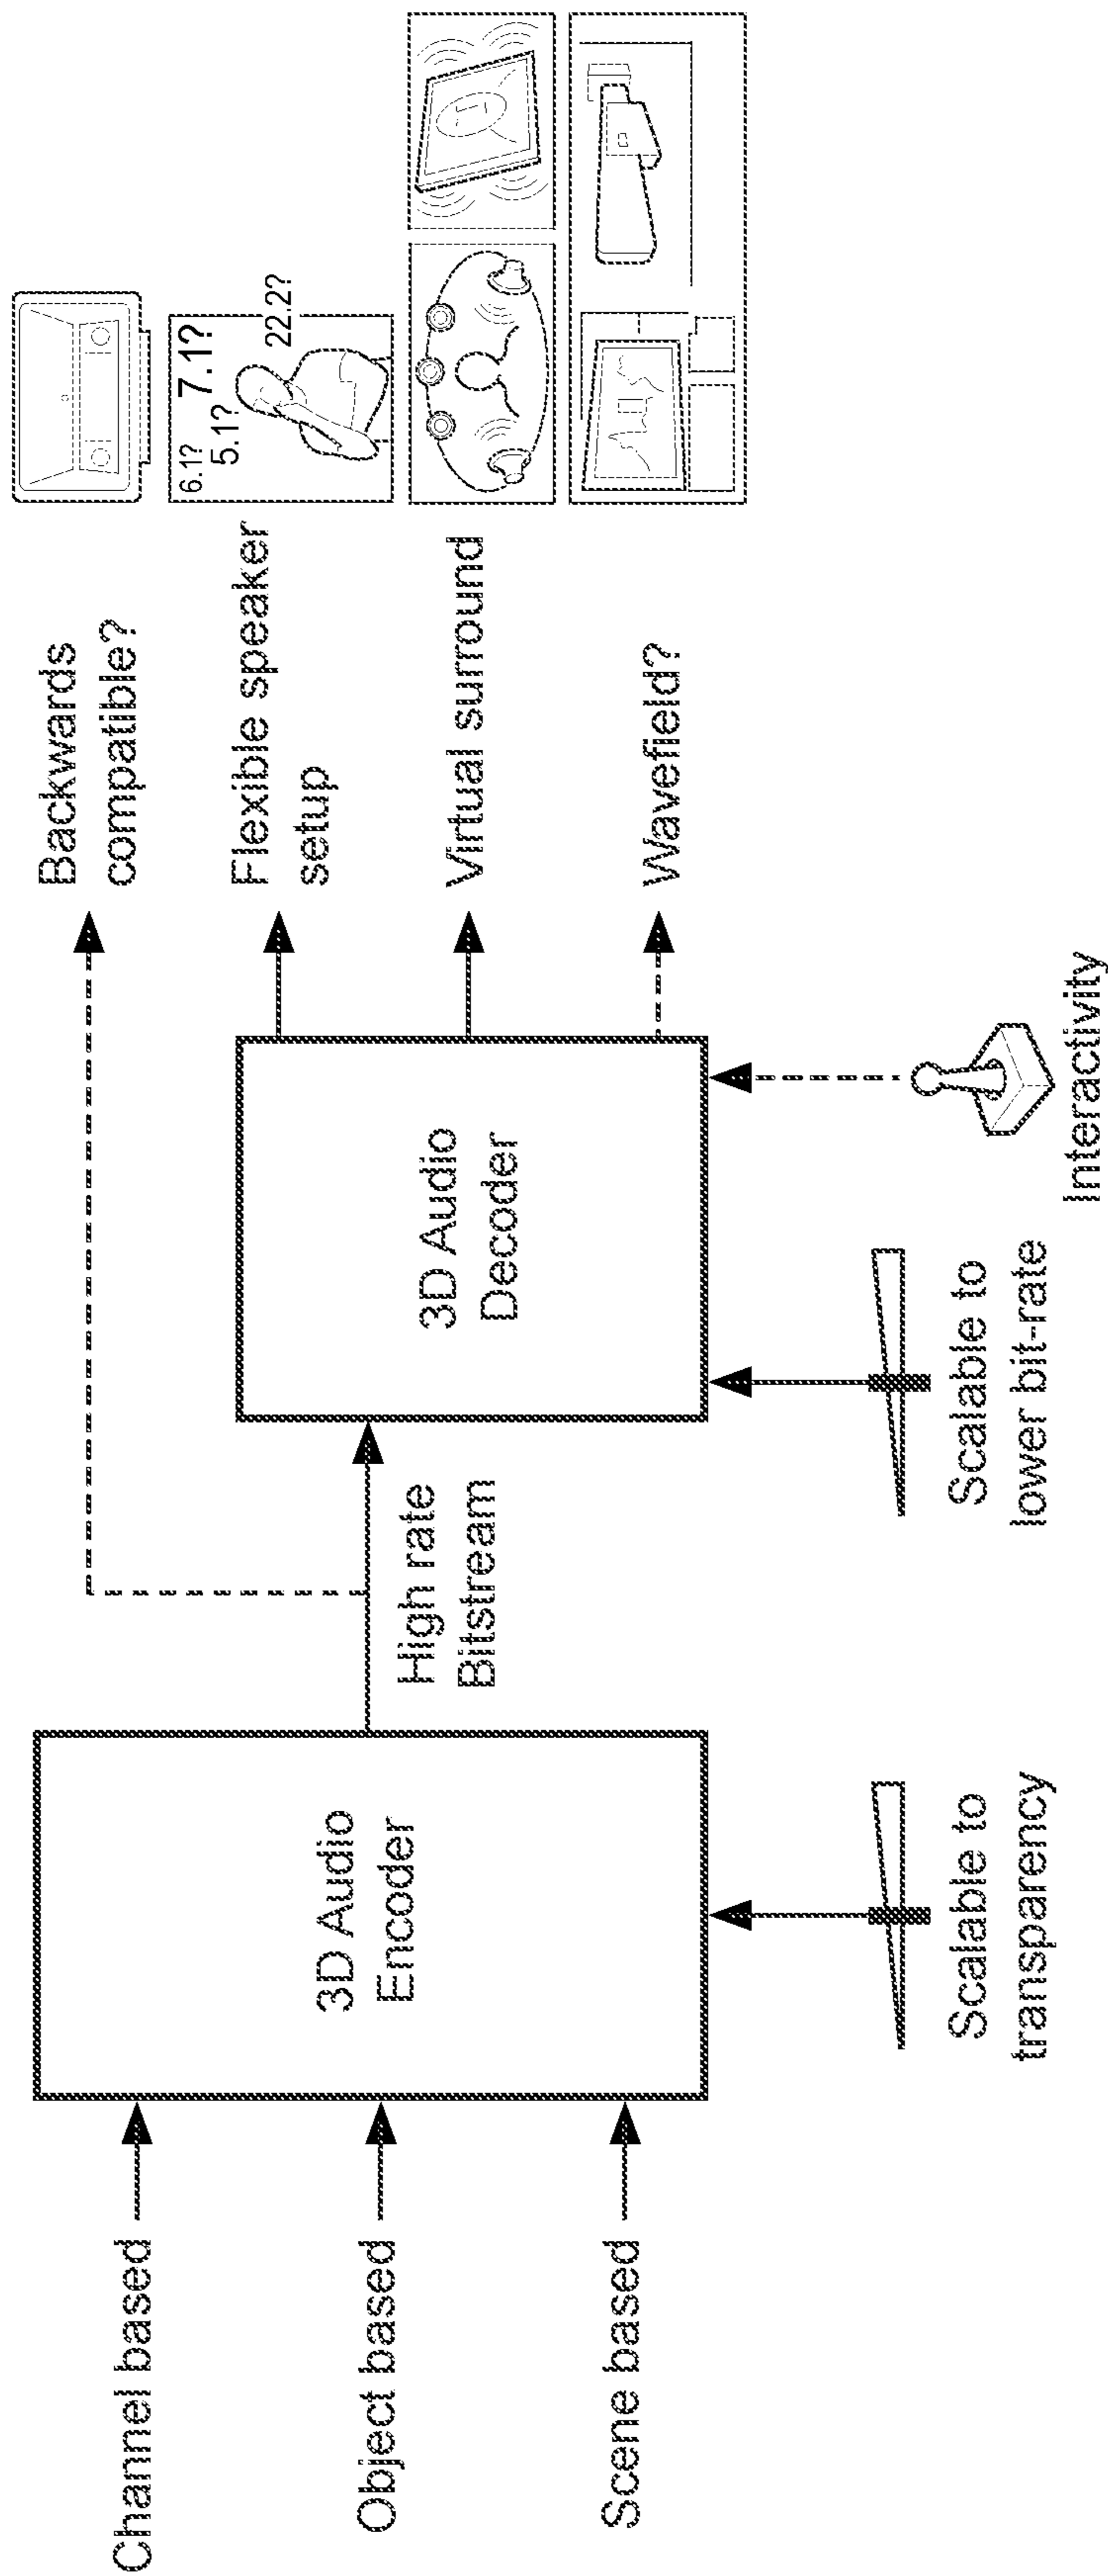 Channel based
Object based
Scene based
3D Audio
Encoder
Scalable to
transparency
High rate
Bitstream
3D Audio
Decoder
Scalable to
lower bit-rate
Interactivity
Backwards
compatible?
Flexible speaker
setup
Virtual surround
Wavefield?
6.1? 7.1?
5.1?
22.2?